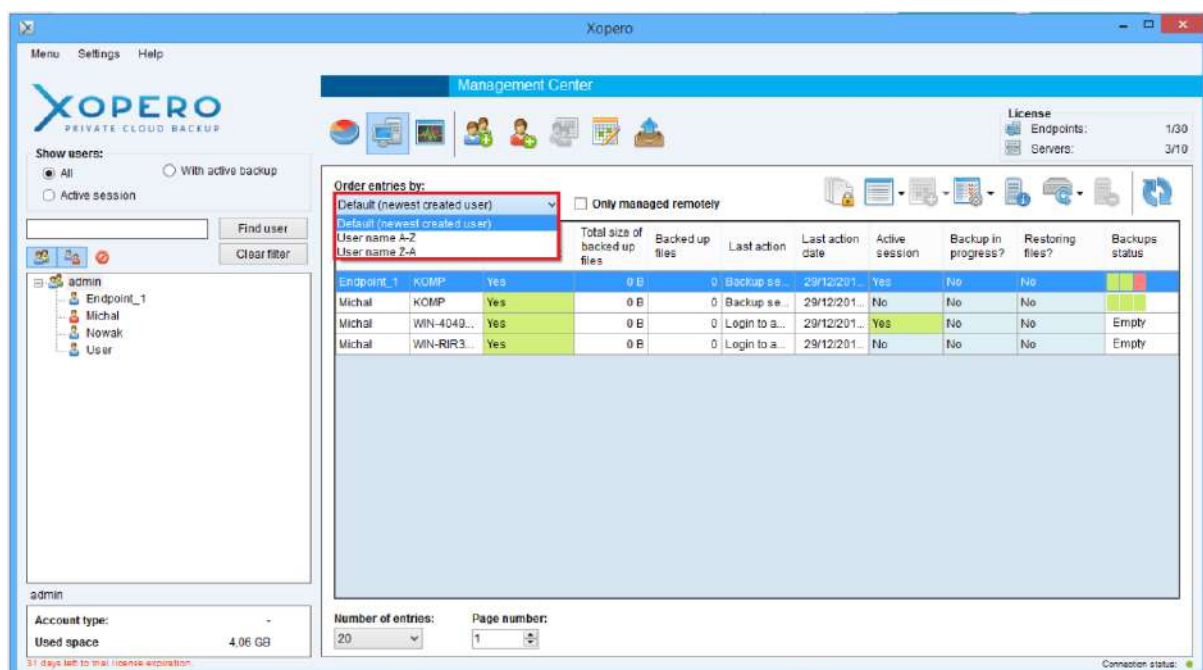 Xopero
Menu Settings Help
XOPERO
PRIVATE CLOUD BACKUP
Show users:
All
With active backup
Active session
Find user
Clear filter
admin
Endpoint_1
Michal
Nowak
User
admin
Account type: -
Used space 4,06 GB
31 days left to trial license expiration.
Management Center
License
Endpoints: 1/30
Servers: 3/10
Order entries by:
Default (newest created user)
Only managed remotely
Default (newest created user)
User name A-Z
User name Z-A
Total size of backed up files
Backed up files
Last action
Last action date
Active session
Backup in progress?
Restoring files?
Backups status
Endpoint_1 KOMP Yes 0 B 0 Backup se... 29/12/201... Yes No No
Michal KOMP Yes 0 B 0 Backup se... 29/12/201... No No No
Michal WIN-4049... Yes 0 B 0 Login to a... 29/12/201... Yes No No Empty
Michal WIN-RIR3... Yes 0 B 0 Login to a... 29/12/201... No No No Empty
Number of entries:
20
Page number:
1
Connection status: